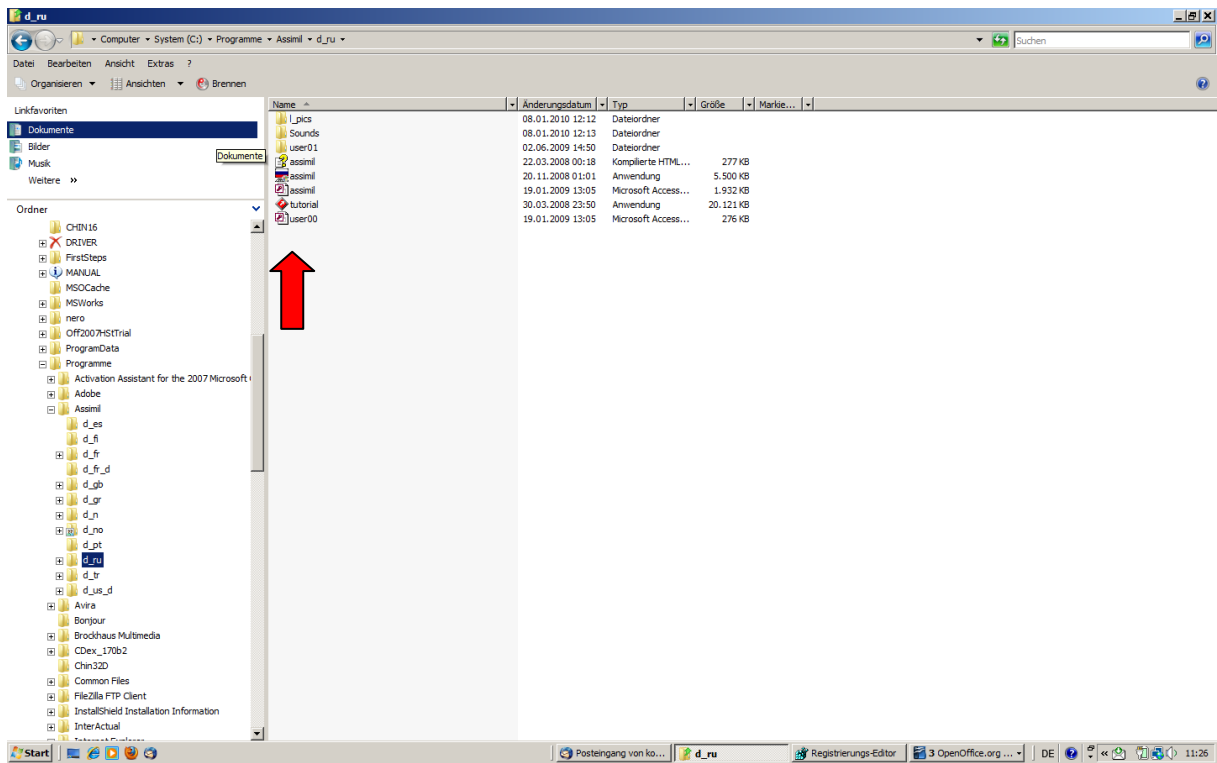 d_ru
Computer System (C:) Programme Assimil d_ru
Suchen
Datei Bearbeiten Ansicht Extras ?
Organisieren Ansichten Brennen
Linkfavoriten
Dokumente
Bilder
Musik
Weitere »
Dokumente
Ordner
CHIN16
DRIVER
FirstSteps
MANUAL
MSOCache
MSWorks
nero
Off2007HStTrial
ProgramData
Programme
Activation Assistant for the 2007 Microsoft
Adobe
Assimil
d_es
d_fi
d_fr
d_fr_d
d_gb
d_gr
d_n
d_no
d_pt
d_ru
d_tr
d_us_d
Avira
Bonjour
Brockhaus Multimedia
CDex_170b2
Chin32D
Common Files
FileZilla FTP Client
InstallShield Installation Information
InterActual
Internet Explorer
Name Änderungsdatum Typ Größe Markie...
l_pics 08.01.2010 12:12 Dateiordner
Sounds 08.01.2010 12:13 Dateiordner
user01 02.06.2009 14:50 Dateiordner
assimil 22.03.2008 00:18 Kompilierte HTML... 277 KB
assimil 20.11.2008 01:01 Anwendung 5.500 KB
assimil 19.01.2009 13:05 Microsoft Access... 1.932 KB
tutorial 30.03.2008 23:50 Anwendung 20.121 KB
user00 19.01.2009 13:05 Microsoft Access... 276 KB
Start Posteingang von ko... d_ru Registrierungs-Editor 3 OpenOffice.org ... DE « 11:26